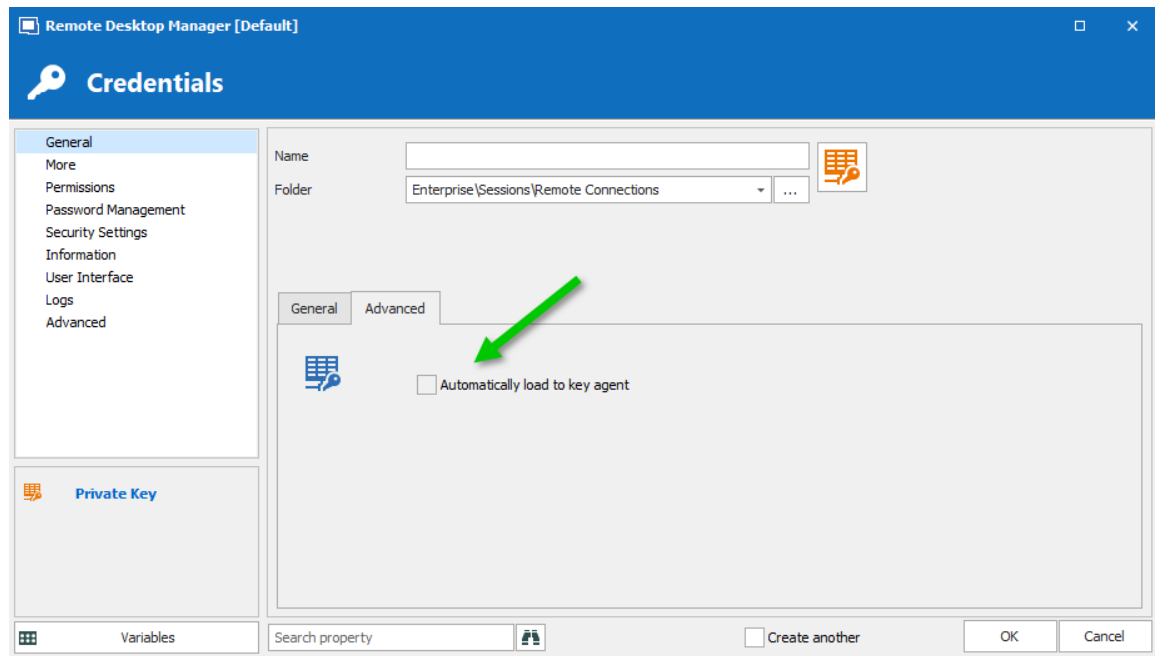 Remote Desktop Manager [Default]
Credentials
General
More
Permissions
Password Management
Security Settings
Information
User Interface
Logs
Advanced
Private Key
Variables
Name
Folder
Enterprise\Sessions\Remote Connections
...
General
Advanced
Automatically load to key agent
Search property
Create another
OK
Cancel